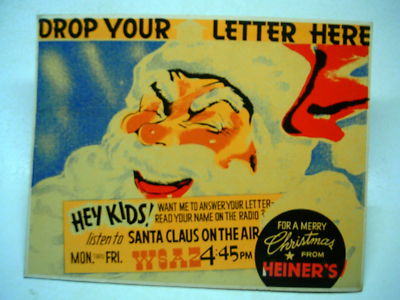 DROP YOUR LETTER HERE
HEY KIDS! WANT ME TO ANSWER YOUR LETTER-
READ YOUR NAME ON THE RADIO?
listen to SANTA CLAUS ON THE AIR
MON. THRU FRI. WSAZ 4:45 PM
FOR A MERRY
Christmas
FROM
HEINER'S!